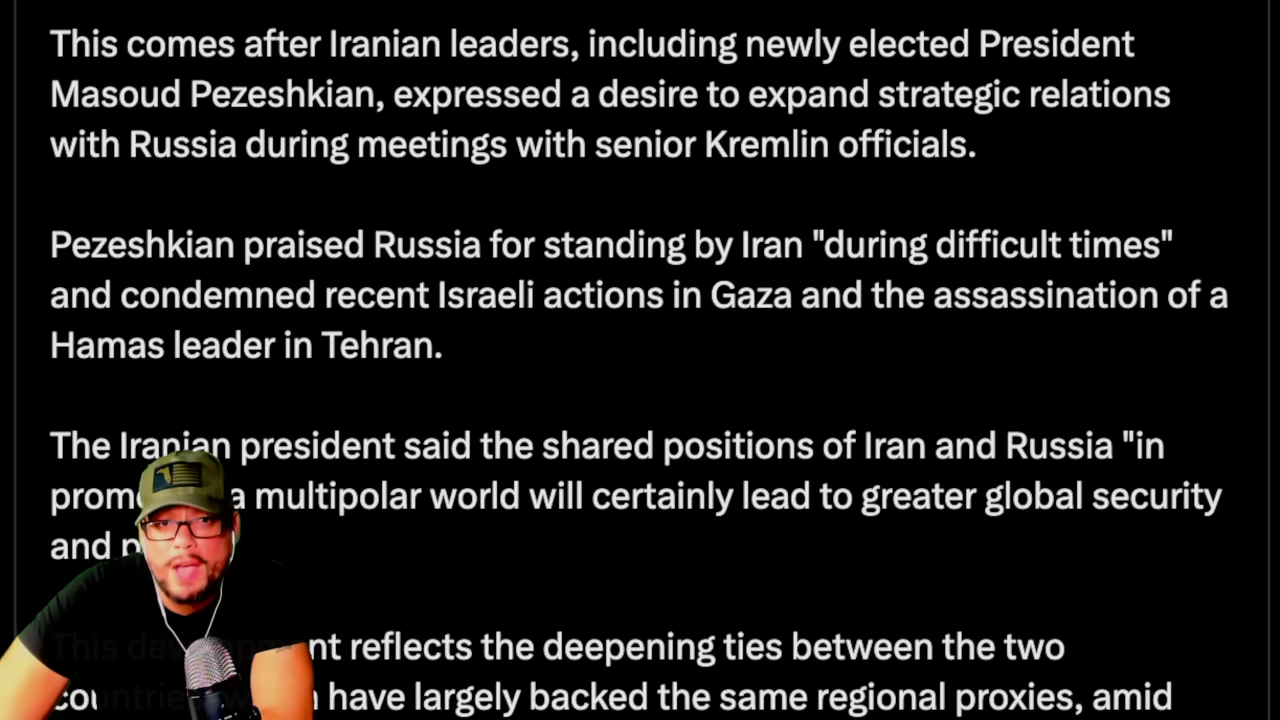 This comes after Iranian leaders, including newly elected President
Masoud Pezeshkian, expressed a desire to expand strategic relations
with Russia during meetings with senior Kremlin officials.
Pezeshkian praised Russia for standing by Iran "during difficult times"
and condemned recent Israeli actions in Gaza and the assassination of a
Hamas leader in Tehran.
The Iranian president said the shared positions of Iran and Russia "in
a multipolar world will certainly lead to greater global security
and
This development reflects the deepening ties between the two
have largely backed the same regional proxies, amid